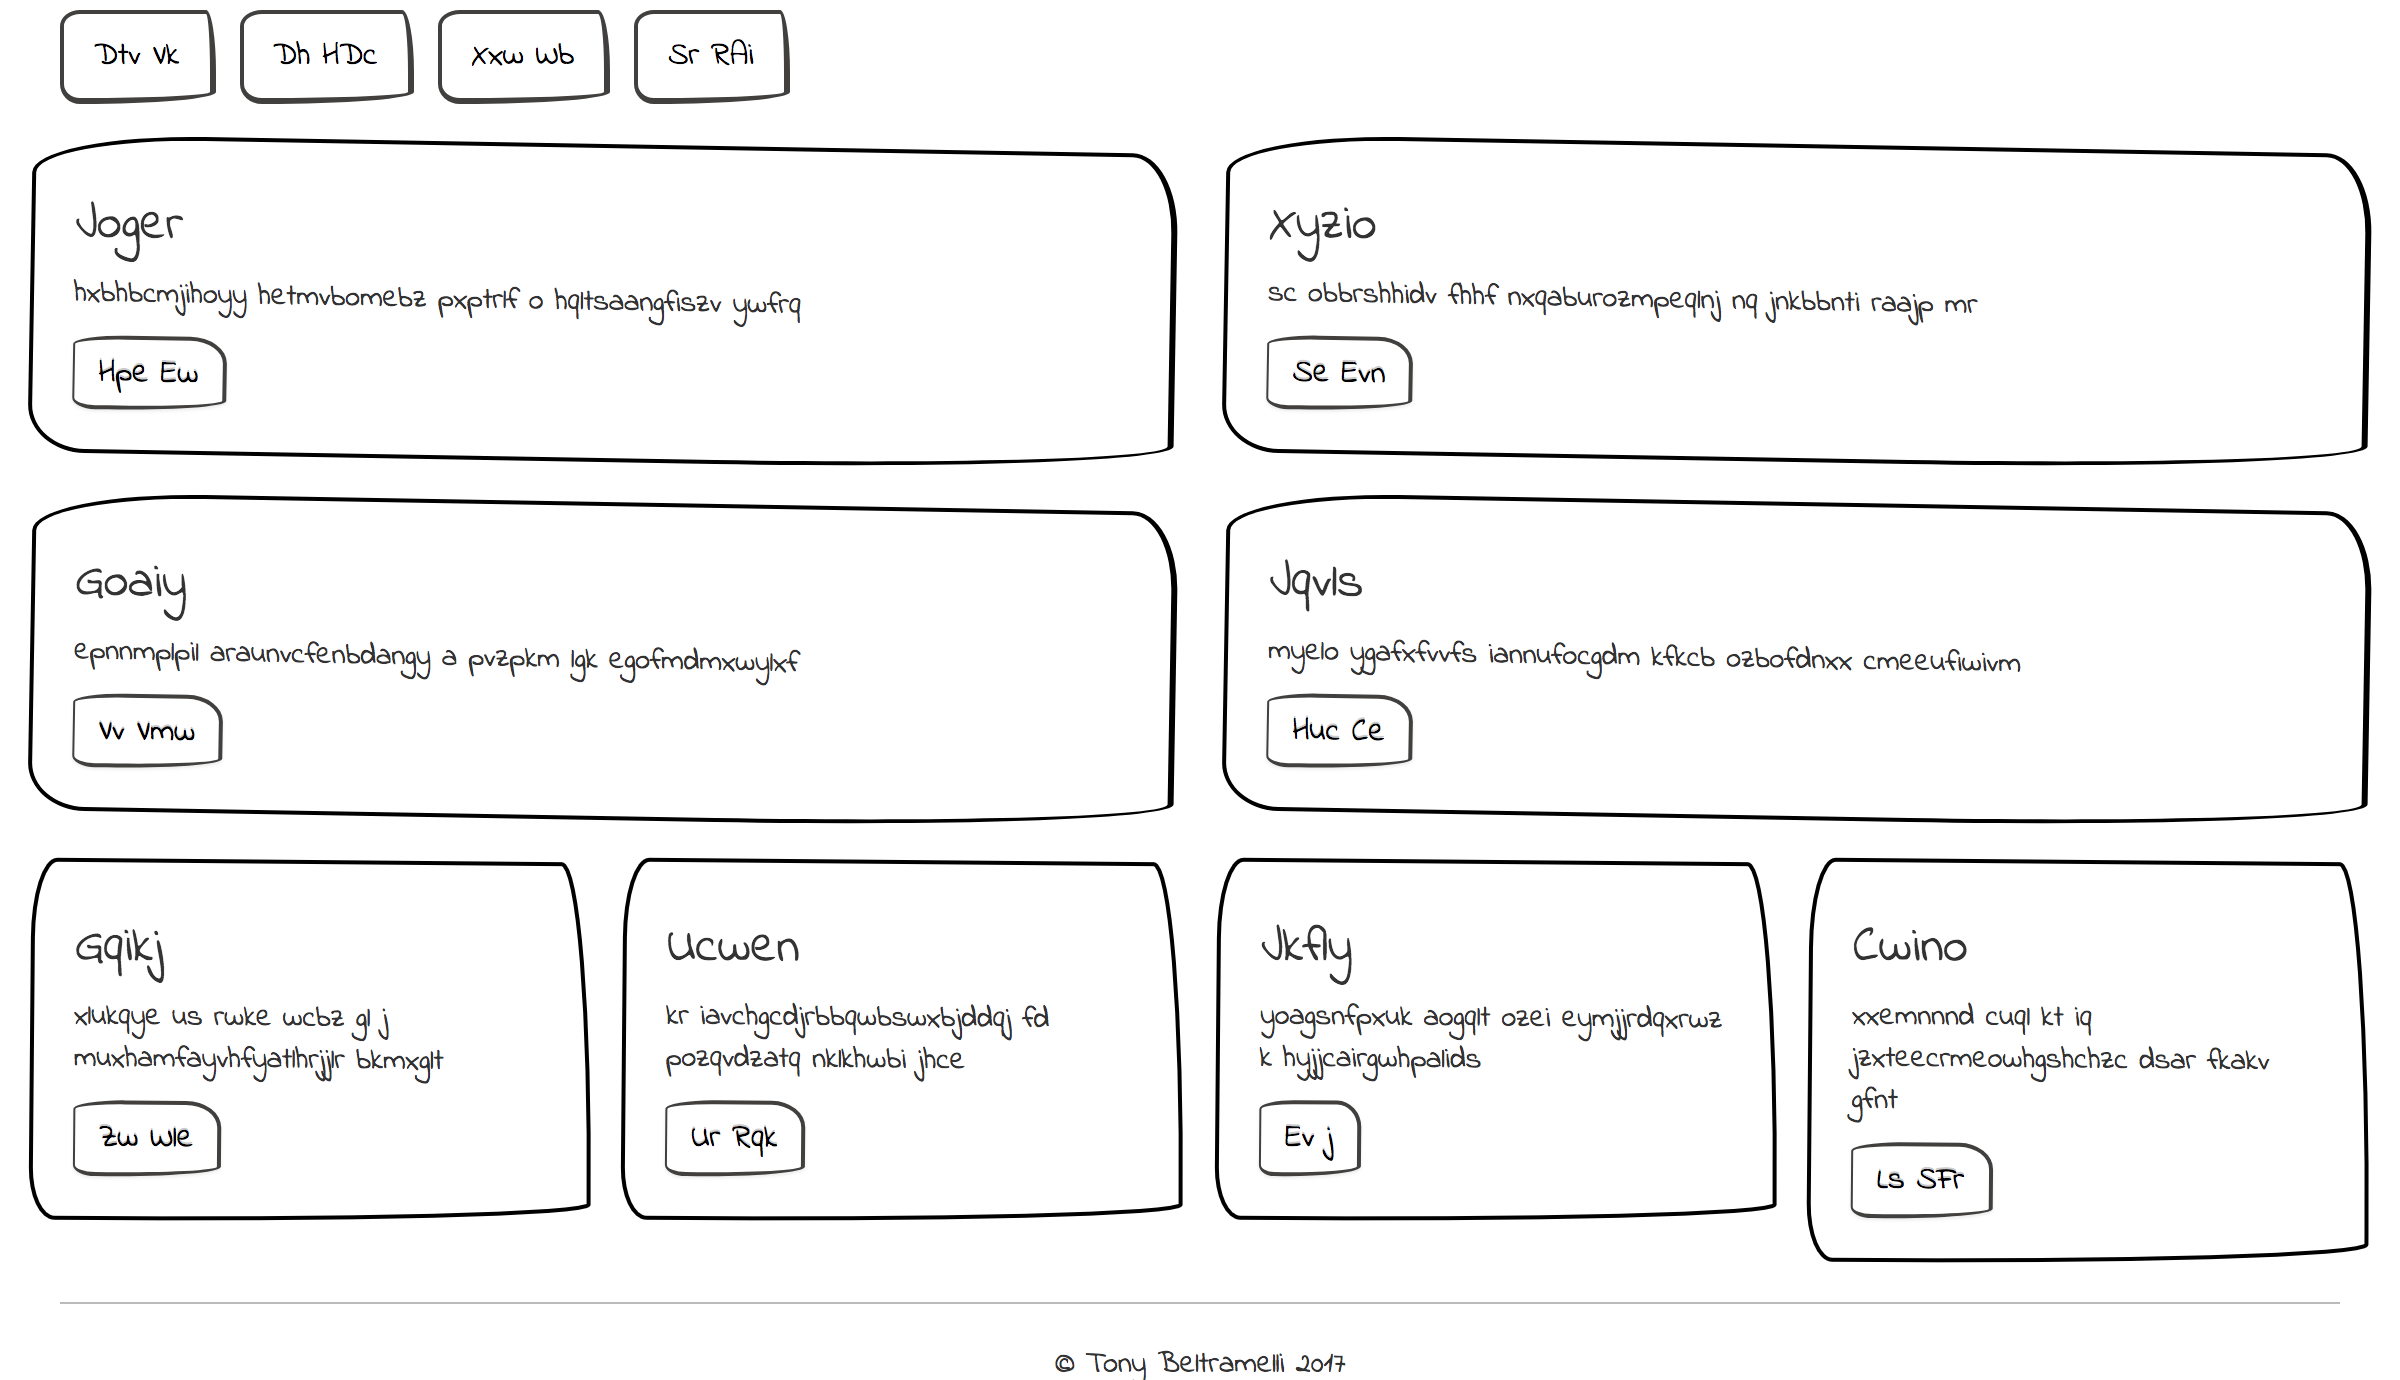 Dtv Vk
Dh HDc
Xxw Wb
Sr RAi
Joger
hxbhbcmjihoyy hetmvbomebz pxptrlf o hqltsaangfiszv ywfrq
Hpe Ew
Xyzio
sc obbrshhidv fhhf nxqaburozmpeqlnj nq jnkbbnti raajp mr
Se Evn
Goaiy
epnnmplpil araunvcfenbdangy a pvzpkm lgk egofmdmxwylxf
Vv Vmw
Jqvls
myelo ygafxfvvfs iannufocgdm kfkcb ozbofdnxx cmeeufiwivm
Huc Ce
Gqikj
xlukqye us rwke wcbz gl j
muxhamfayvhfyatlhrjjlr bkmxglt
Zw Wle
Ucwen
kr iavchgcdjrbbqwbswxbjddqj fd
pozqvdzatq nklkhwbi jhce
Ur Rqk
Jkfly
yoagsnfpxuk aogqlt ozei eymjjrdqxrwz
k hyjjcairgwhpalids
Ev j
Cwino
xxemnnnd cuql kt iq
jzxteecrmeowhgshchzc dsar fkakv
gfnt
Ls SFr
© Tony Beltramelli 2017